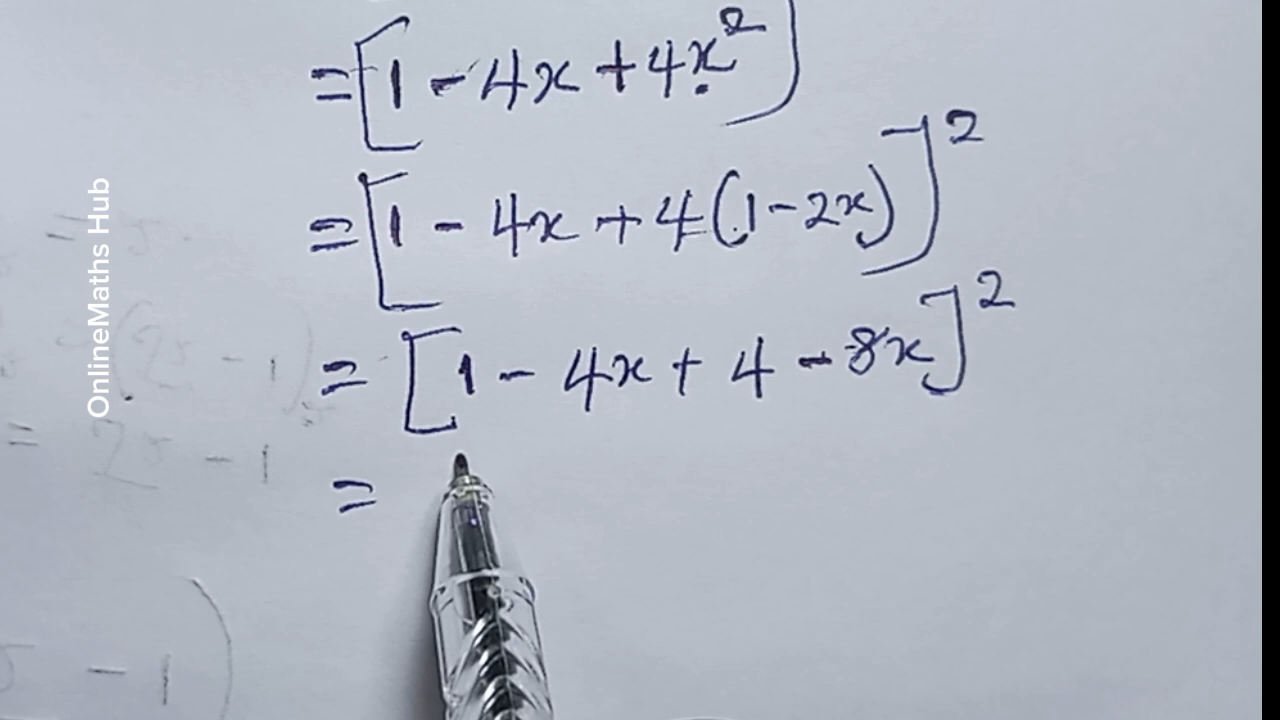 = [1 - 4x + 4x²]
= [1 - 4x + 4(1 - 2x)]²
= [1 - 4x + 4 - 8x]²
=
OnlineMaths Hub